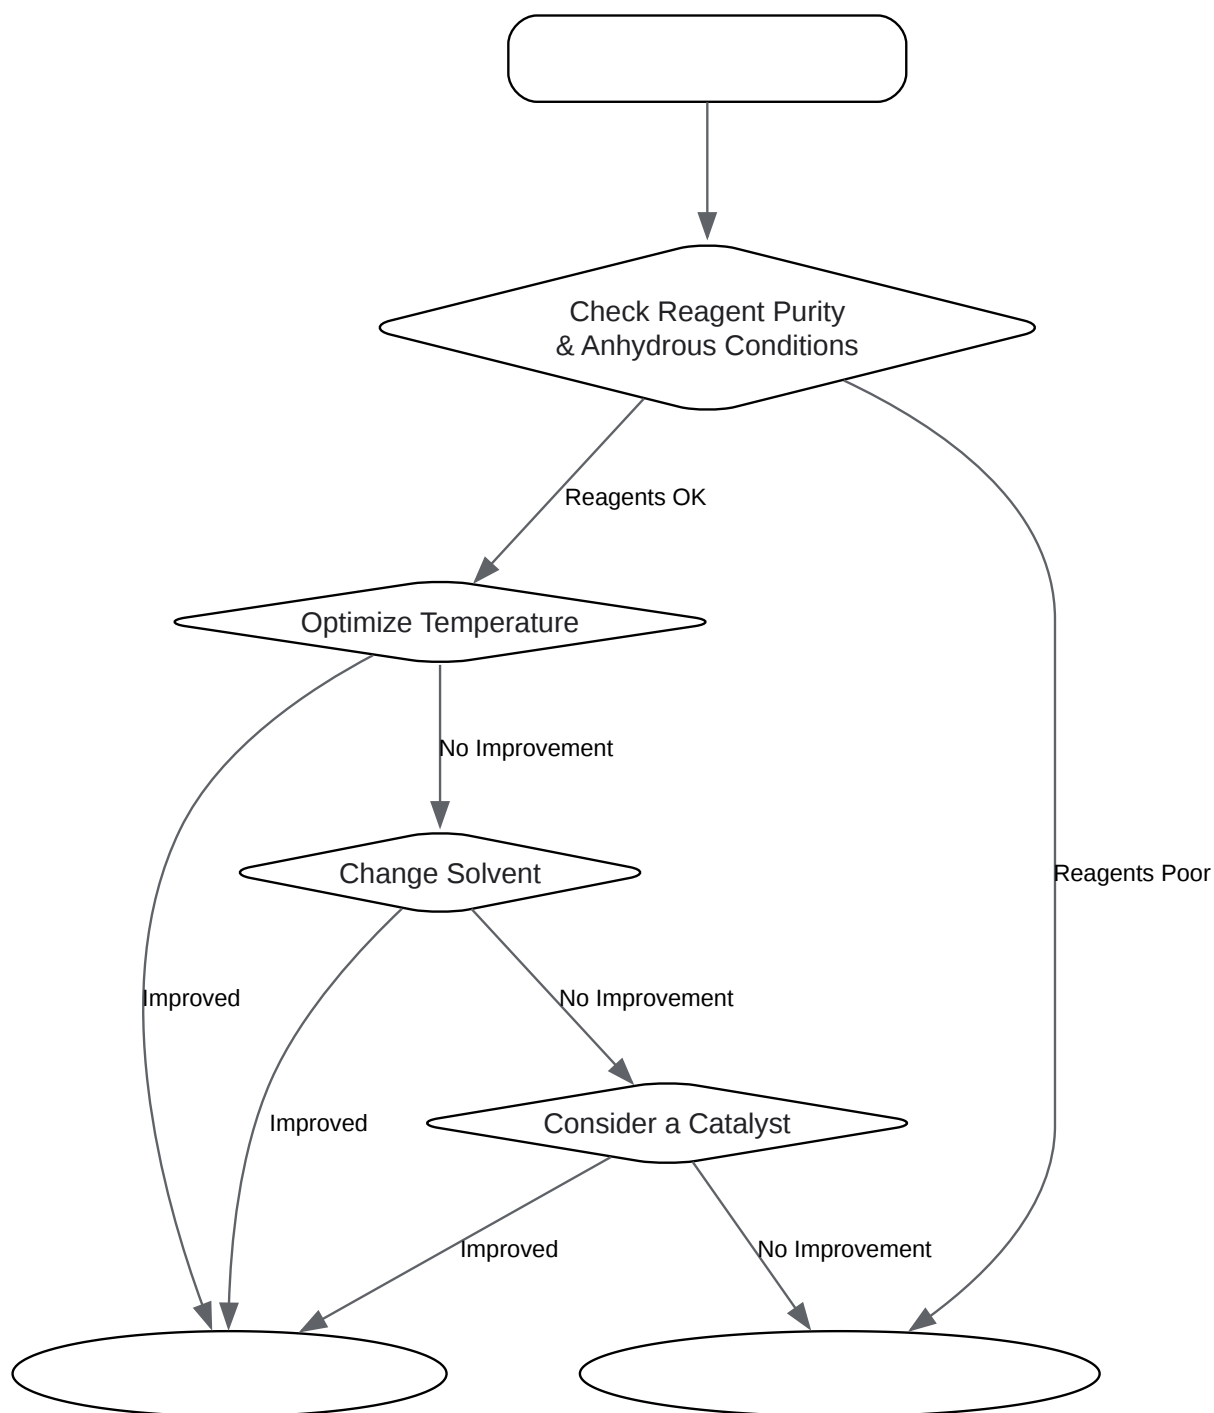 Check Reagent Purity
& Anhydrous Conditions
Reagents OK
Optimize Temperature
No Improvement
Change Solvent
Reagents Poor
Improved
No Improvement
Improved
Consider a Catalyst
Improved
No Improvement